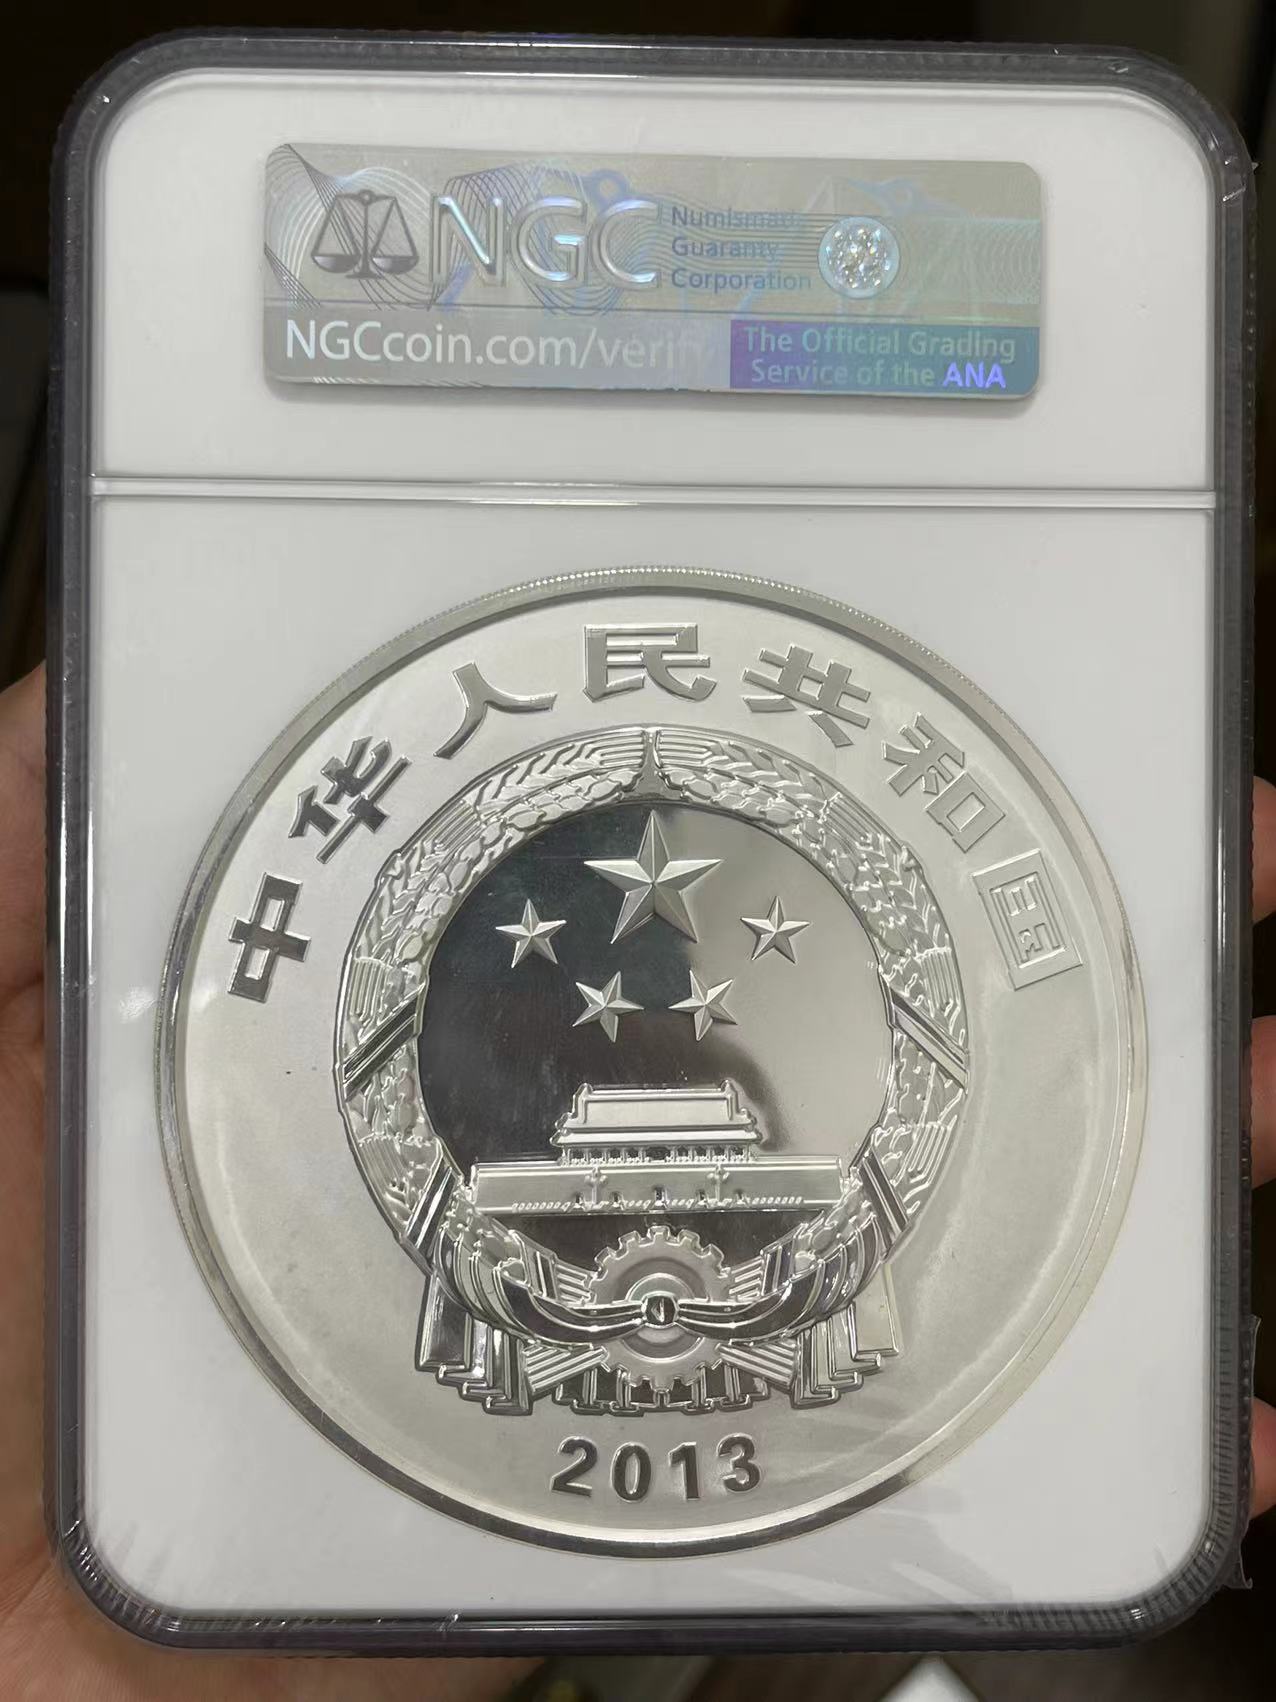 NGC
Numismatic
Guaranty
Corporation
NGCcoin.com/verify
The Official Grading
Service of the ANA
中华人民共和国
2013